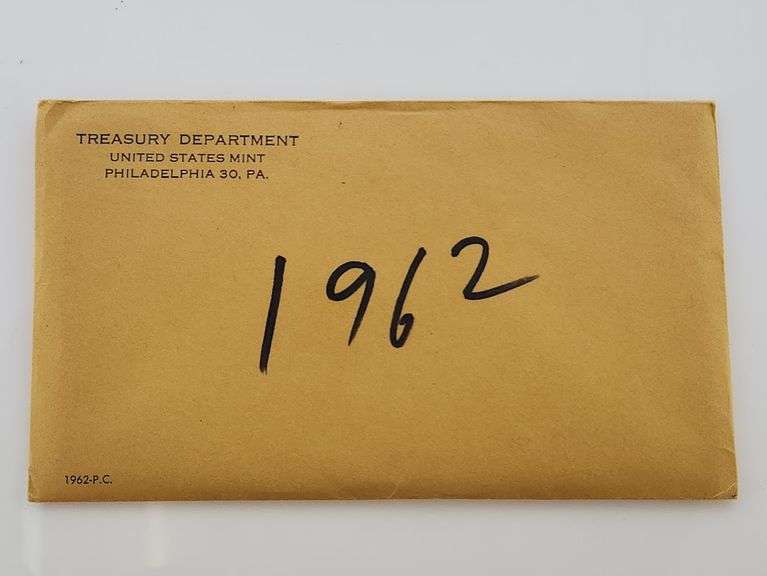 TREASURY DEPARTMENT
UNITED STATES MINT
PHILADELPHIA 30, PA.
1962
1962-P.C.